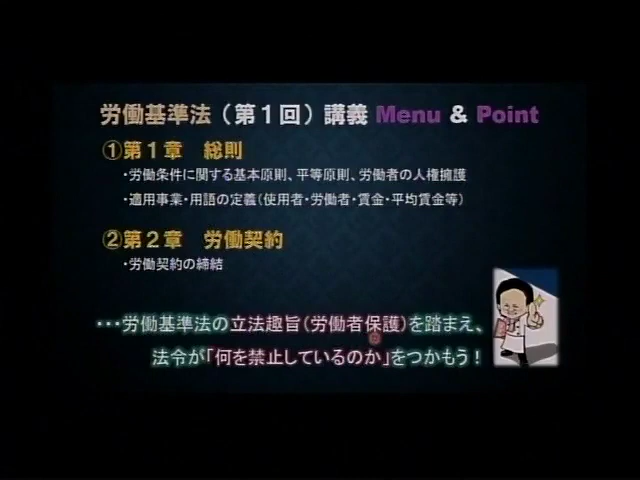 労働基準法（第１回）講義 Menu & Point
①第１章　総則
・労働条件に関する基本原則、平等原則、労働者の人権擁護
・適用事業・用語の定義（使用者・労働者・賃金・平均賃金等）
②第２章　労働契約
・労働契約の締結
･･･労働基準法の立法趣旨（労働者保護）を踏まえ、
法令が「何を禁止しているのか」をつかもう！